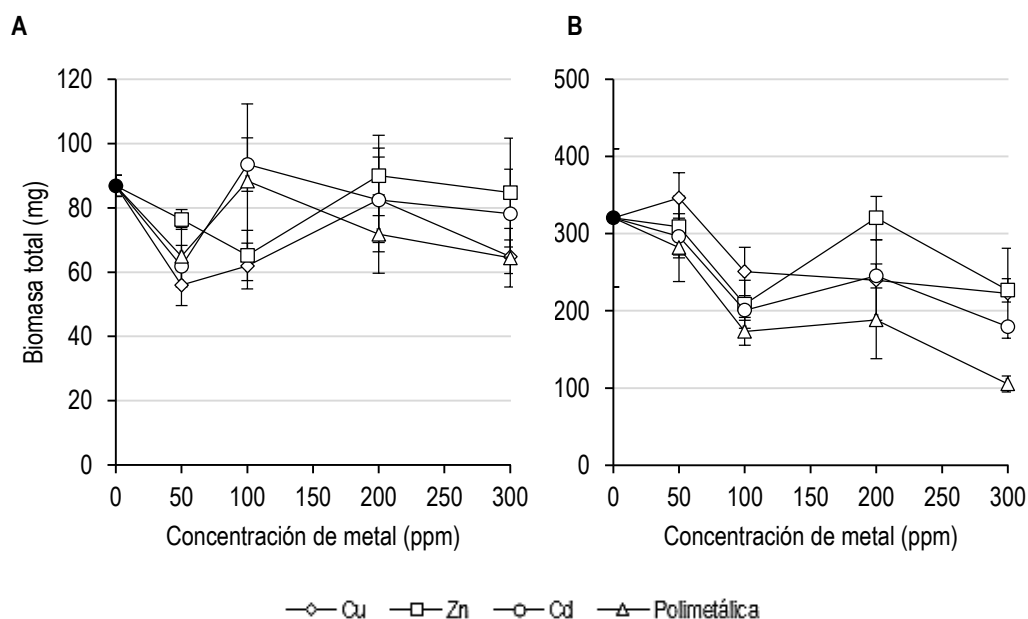 A
B
Biomasa total (mg)
120
100
80
60
40
20
0
0 50 100 150 200 250 300
Concentración de metal (ppm)
500
400
300
200
100
0
0 50 100 150 200 250 300
Concentración de metal (ppm)
Cu Zn Cd Polimetálica